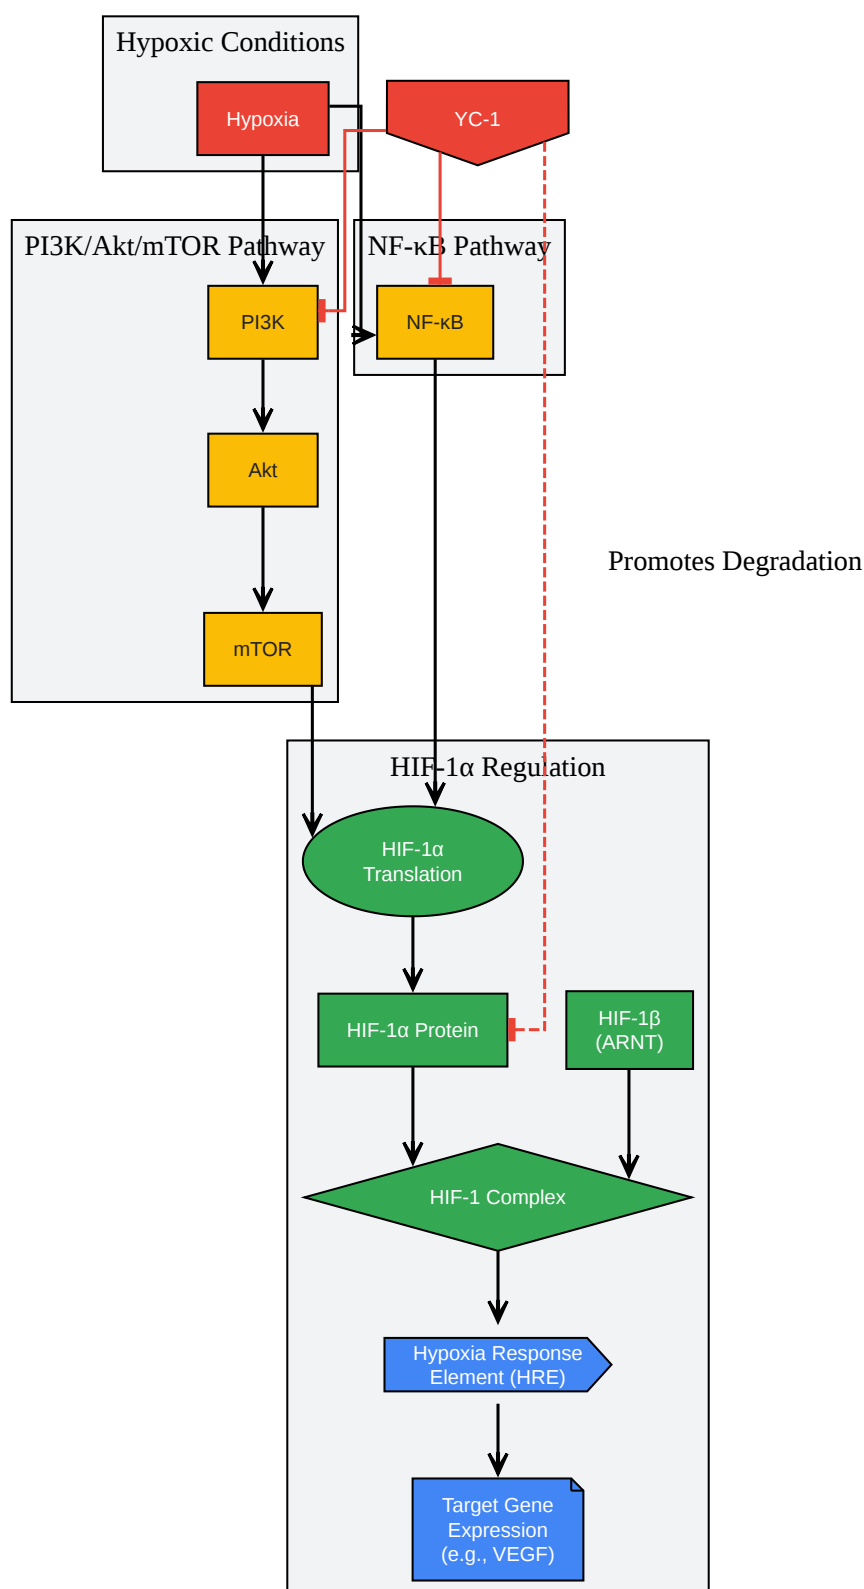 Hypoxic Conditions
Hypoxia
YC-1
PI3K/Akt/mTOR Pathway
NF-κB Pathway
PI3K
NF-κB
Akt
Promotes Degradation
mTOR
HIF-1α Regulation
HIF-1α
Translation
HIF-1α Protein
HIF-1β
(ARNT)
HIF-1 Complex
Hypoxia Response
Element (HRE)
Target Gene
Expression
(e.g., VEGF)